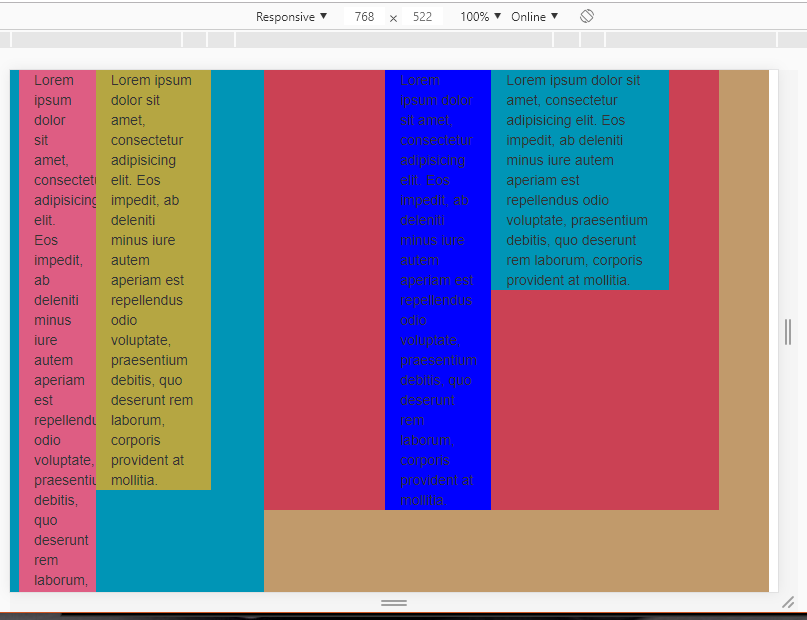 Responsive ▼ 768 × 522 100% ▼ Online ▼
Lorem
ipsum
dolor
sit
amet,
consectetu
adipisicing
elit.
Eos
impedit,
ab
deleniti
minus
iure
autem
aperiam
est
repellendu
odio
voluptate,
praesentiu
debitis,
quo
deserunt
rem
laborum,
Lorem ipsum
dolor sit
amet,
consectetur
adipisicing
elit. Eos
impedit, ab
deleniti
minus iure
autem
aperiam est
repellendus
odio
voluptate,
praesentium
debitis, quo
deserunt rem
laborum,
corporis
provident at
mollitia.
Lorem
ipsum dolor
sit amet,
consectetur
adipisicing
elit. Eos
impedit, ab
deleniti
minus iure
autem
aperiam est
repellendus
odio
voluptate,
praesentium
debitis, quo
deserunt
rem
laborum,
corporis
provident at
mollitia.
Lorem ipsum dolor sit
amet, consectetur
adipisicing elit. Eos
impedit, ab deleniti
minus iure autem
aperiam est
repellendus odio
voluptate, praesentium
debitis, quo deserunt
rem laborum, corporis
provident at mollitia.